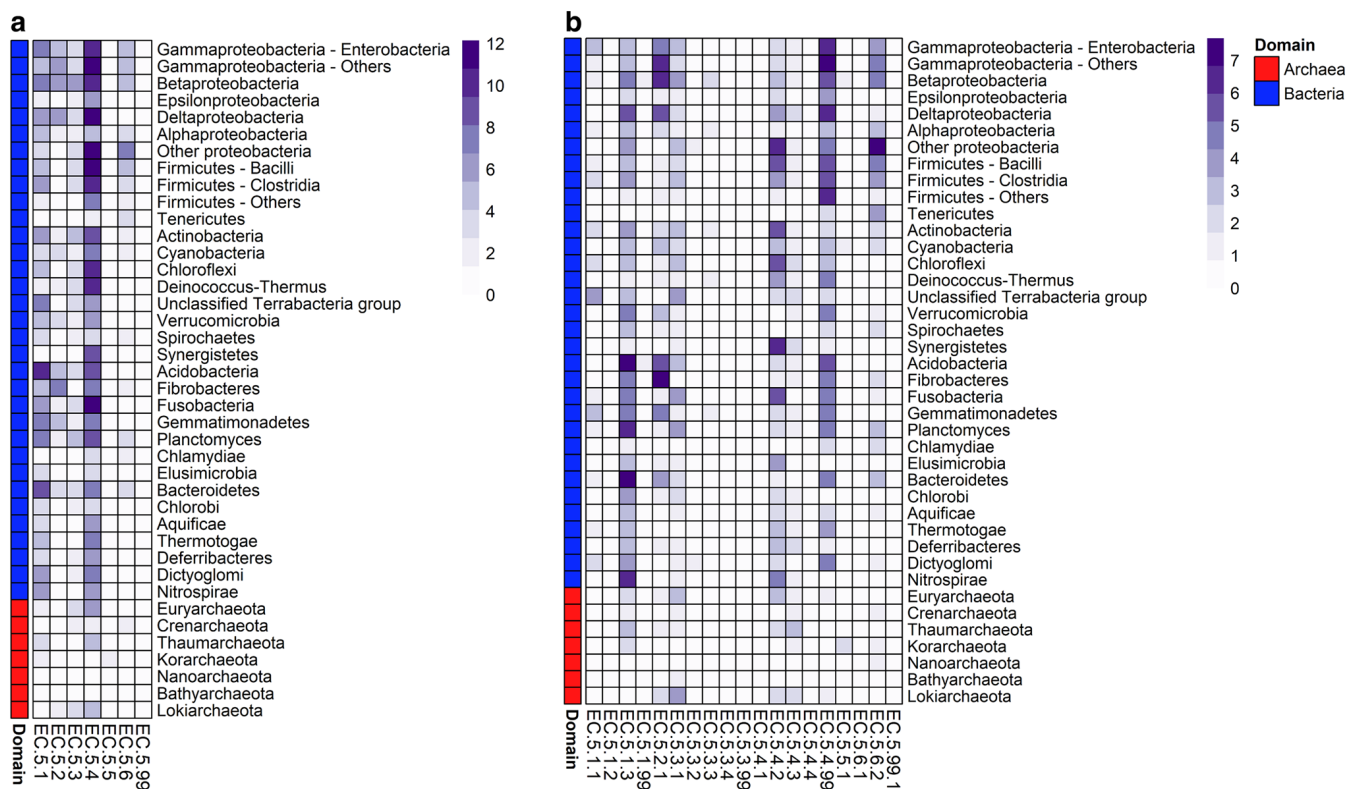 a
Gammaproteobacteria - Enterobacteria
Gammaproteobacteria - Others
Betaproteobacteria
Epsilonproteobacteria
Deltaproteobacteria
Alphaproteobacteria
Other proteobacteria
Firmicutes - Bacilli
Firmicutes - Clostridia
Firmicutes - Others
Tenericutes
Actinobacteria
Cyanobacteria
Chloroflexi
Deinococcus-Thermus
Unclassified Terrabacteria group
Verrucomicrobia
Spirochaetes
Synergistetes
Acidobacteria
Fibrobacteres
Fusobacteria
Gemmatimonadetes
Planctomyces
Chlamydiae
Elusimicrobia
Bacteroidetes
Chlorobi
Aquificae
Thermotogae
Deferribacteres
Dictyoglomi
Nitrospirae
Euryarchaeota
Crenarchaeota
Thaumarchaeota
Korarchaeota
Nanoarchaeota
Bathyarchaeota
Lokiarchaeota
12
10
8
6
4
2
0
Domain
EC.5.1
EC.5.2
EC.5.3
EC.5.4
EC.5.5
EC.5.6
EC.5.99
b
Gammaproteobacteria - Enterobacteria
Gammaproteobacteria - Others
Betaproteobacteria
Epsilonproteobacteria
Deltaproteobacteria
Alphaproteobacteria
Other proteobacteria
Firmicutes - Bacilli
Firmicutes - Clostridia
Firmicutes - Others
Tenericutes
Actinobacteria
Cyanobacteria
Chloroflexi
Deinococcus-Thermus
Unclassified Terrabacteria group
Verrucomicrobia
Spirochaetes
Synergistetes
Acidobacteria
Fibrobacteres
Fusobacteria
Gemmatimonadetes
Planctomyces
Chlamydiae
Elusimicrobia
Bacteroidetes
Chlorobi
Aquificae
Thermotogae
Deferribacteres
Dictyoglomi
Nitrospirae
Euryarchaeota
Crenarchaeota
Thaumarchaeota
Korarchaeota
Nanoarchaeota
Bathyarchaeota
Lokiarchaeota
7
6
5
4
3
2
1
0
Domain
Archaea
Bacteria
Domain
EC.5.1.1
EC.5.1.2
EC.5.1.3
EC.5.1.99
EC.5.2.1
EC.5.3.1
EC.5.3.2
EC.5.3.3
EC.5.3.4
EC.5.3.99
EC.5.4.1
EC.5.4.2
EC.5.4.3
EC.5.4.4
EC.5.4.99
EC.5.5.1
EC.5.6.1
EC.5.6.2
EC.5.99.1